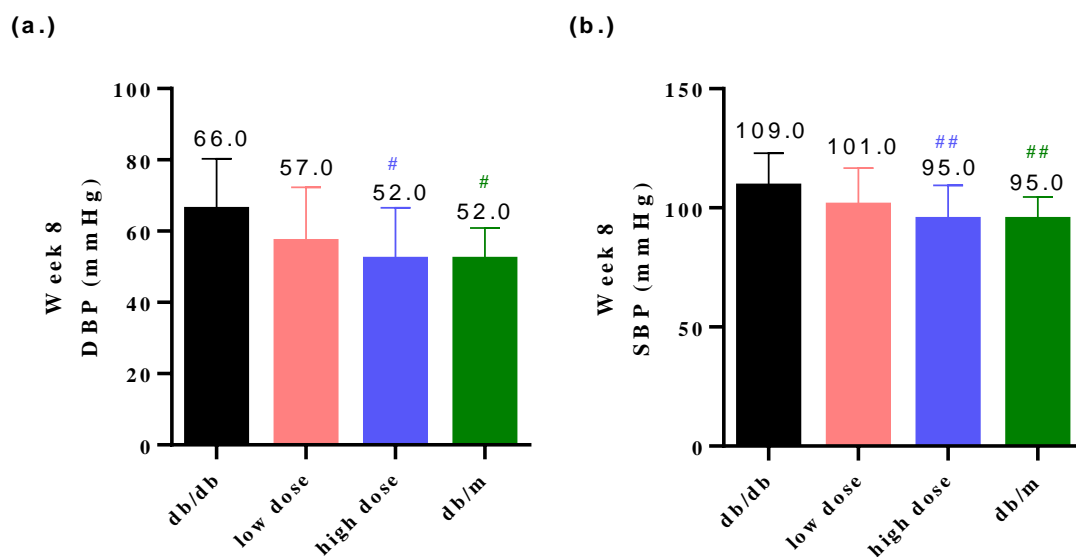 (a.)
Week 8
DBP (mmHg)
100
80
60
40
20
0
66.0
57.0
#
52.0
#
52.0
db/db
low dose
high dose
db/m
(b.)
Week 8
SBP (mmHg)
150
100
50
0
109.0
101.0
##
95.0
##
95.0
db/db
low dose
high dose
db/m